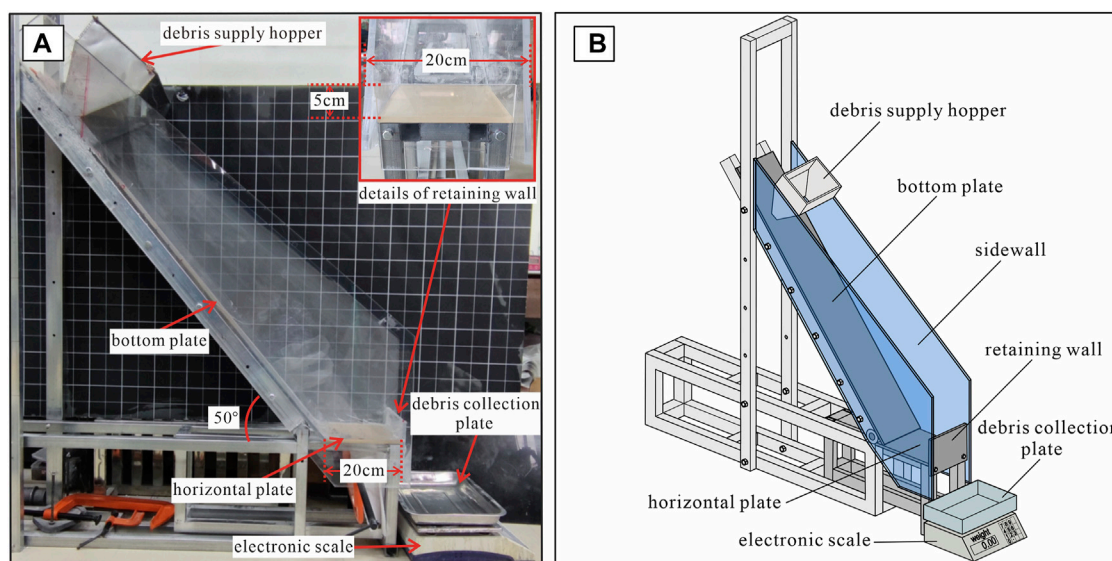 A
debris supply hopper
20cm
5cm
details of retaining wall
bottom plate
50°
debris collection
plate
20cm
horizontal plate
electronic scale
B
debris supply hopper
bottom plate
sidewall
retaining wall
debris collection
plate
horizontal plate
electronic scale
weight
0.00